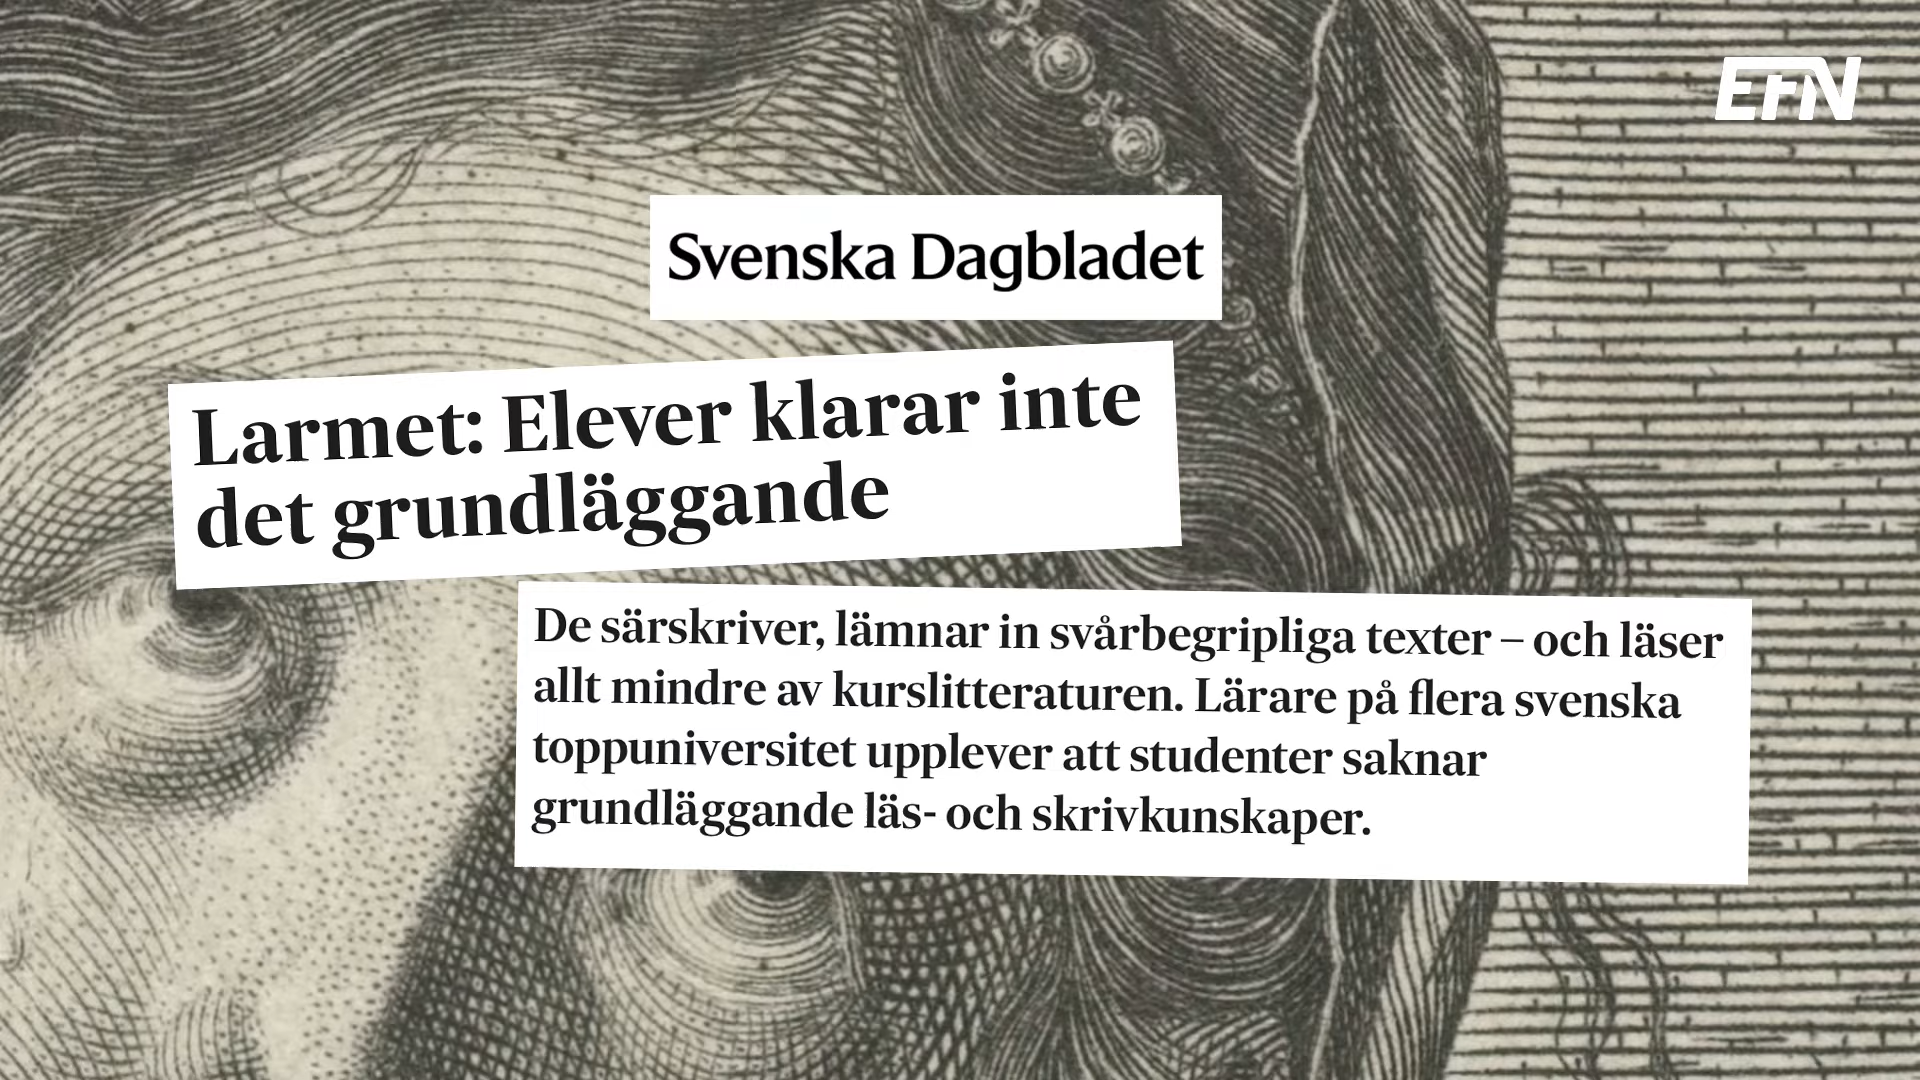 EFN
Svenska Dagbladet
Larmet: Elever klarar inte
det grundläggande
De särskriver, lämnar in svårbegripliga texter – och läser
allt mindre av kurslitteraturen. Lärare på flera svenska
toppuniversitet upplever att studenter saknar
grundläggande läs- och skrivkunskaper.